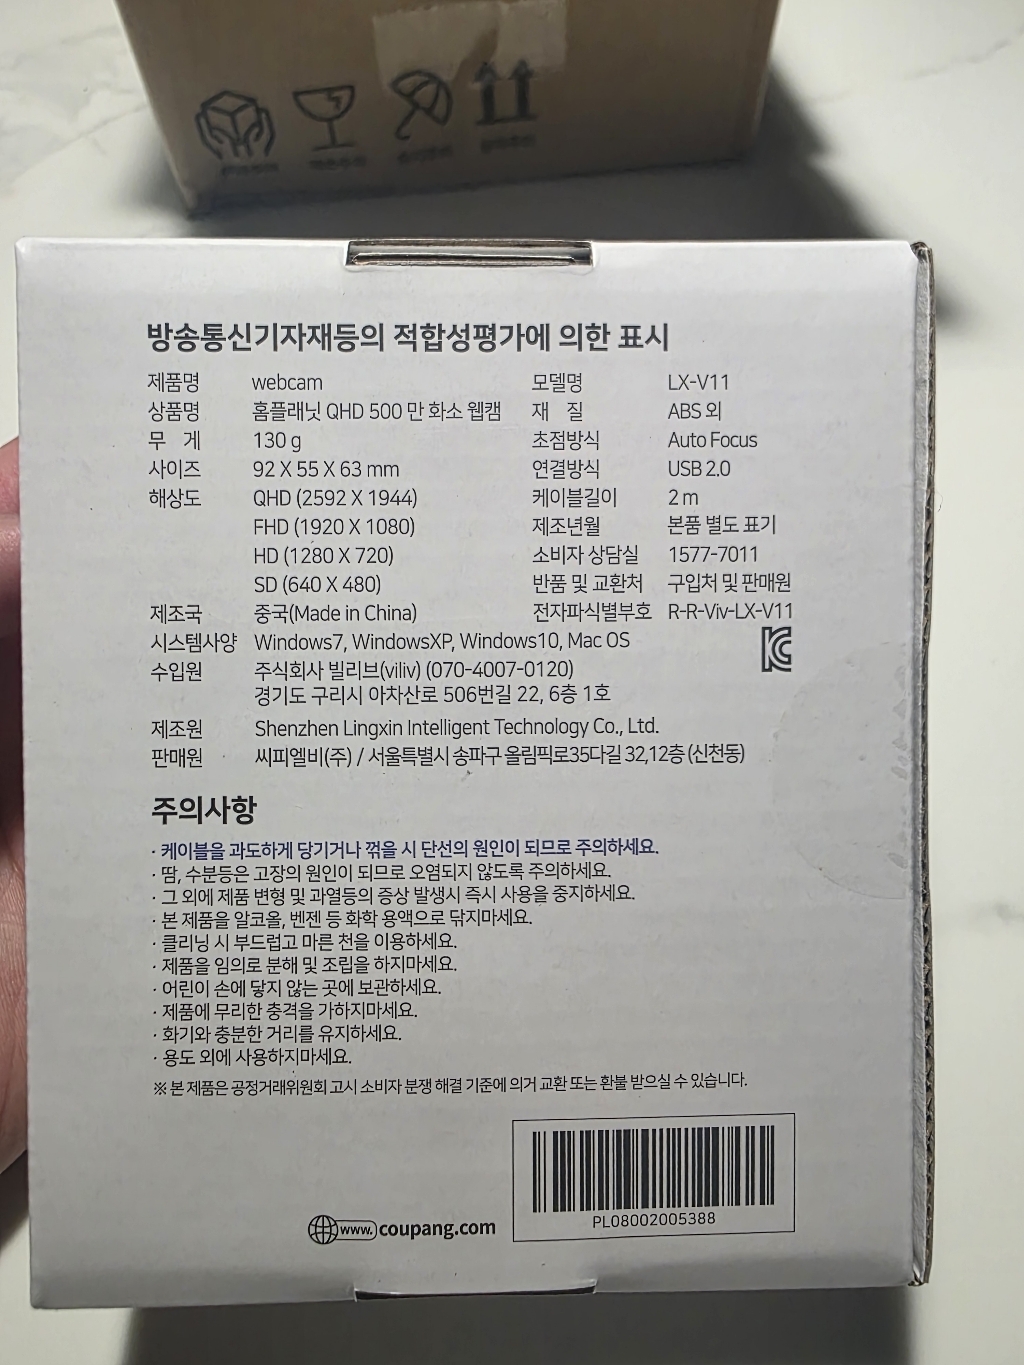 방송통신기자재등의 적합성평가에 의한 표시
제품명 webcam 모델명 LX-V11
상품명 홈플래닛 QHD 500 만 화소 웹캠 재 질 ABS 외
무 게 130 g 초점방식 Auto Focus
사이즈 92 X 55 X 63 mm 연결방식 USB 2.0
해상도 QHD (2592 X 1944) 케이블길이 2 m
FHD (1920 X 1080) 제조년월 본품 별도 표기
HD (1280 X 720) 소비자 상담실 1577-7011
SD (640 X 480) 반품 및 교환처 구입처 및 판매원
제조국 중국(Made in China) 전자파식별부호 R-R-Viv-LX-V11
시스템사양 Windows7, WindowsXP, Windows10, Mac OS
수입원 주식회사 빌리브(viliv) (070-4007-0120)
경기도 구리시 아차산로 506번길 22, 6층 1호
제조원 Shenzhen Lingxin Intelligent Technology Co., Ltd.
판매원 씨피엘비(주) / 서울특별시 송파구 올림픽로35다길 32,12층 (신천동)
주의사항
· 케이블을 과도하게 당기거나 꺾을 시 단선의 원인이 되므로 주의하세요.
· 땀, 수분등은 고장의 원인이 되므로 오염되지 않도록 주의하세요.
· 그 외에 제품 변형 및 과열등의 증상 발생시 즉시 사용을 중지하세요.
· 본 제품을 알코올, 벤젠 등 화학 용액으로 닦지마세요.
· 클리닝 시 부드럽고 마른 천을 이용하세요.
· 제품을 임의로 분해 및 조립을 하지마세요.
· 어린이 손에 닿지 않는 곳에 보관하세요.
· 제품에 무리한 충격을 가하지마세요.
· 화기와 충분한 거리를 유지하세요.
· 용도 외에 사용하지마세요.
※ 본 제품은 공정거래위원회 고시 소비자 분쟁 해결 기준에 의거 교환 또는 환불 받으실 수 있습니다.
www. coupang.com
PL08002005388